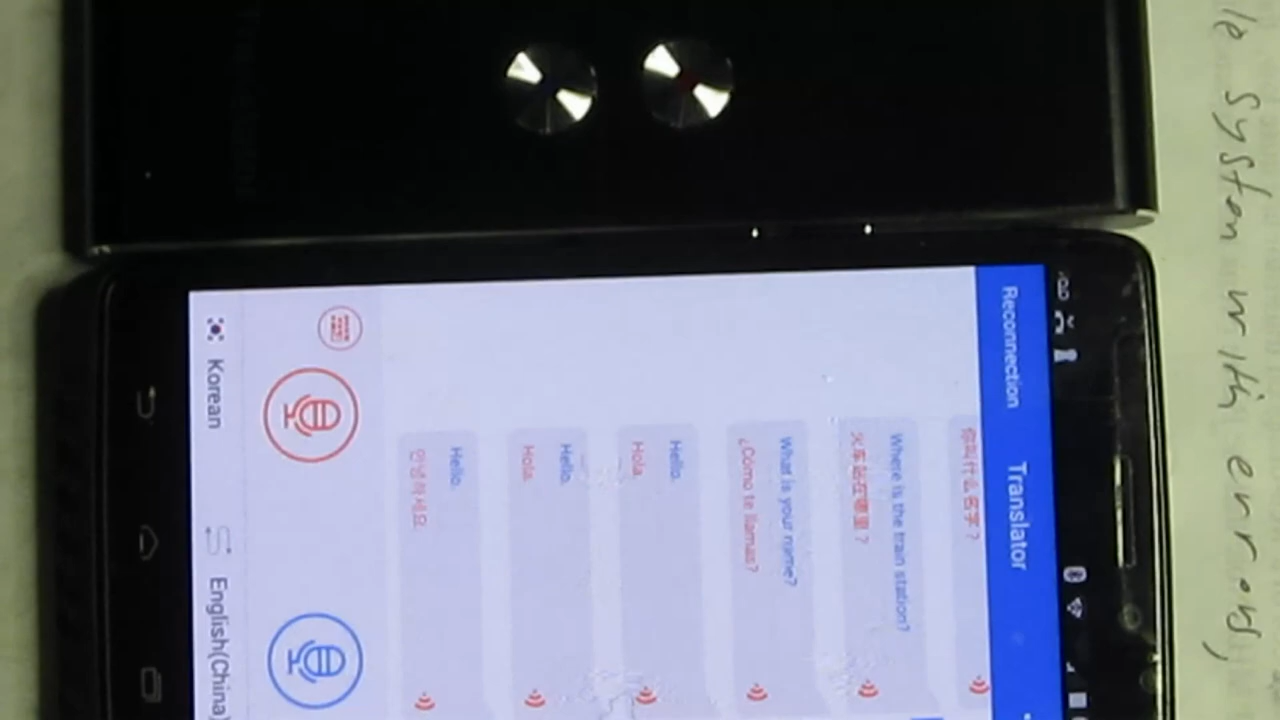 le system with errors,
Reconnection
Translator
你叫什么名字？
Where is the train station?
火车站在哪里？
What is your name?
¿Cómo te llamas?
Hello.
Hola.
Hello.
Hola.
Hello.
안녕하세요
Korean
English(China)